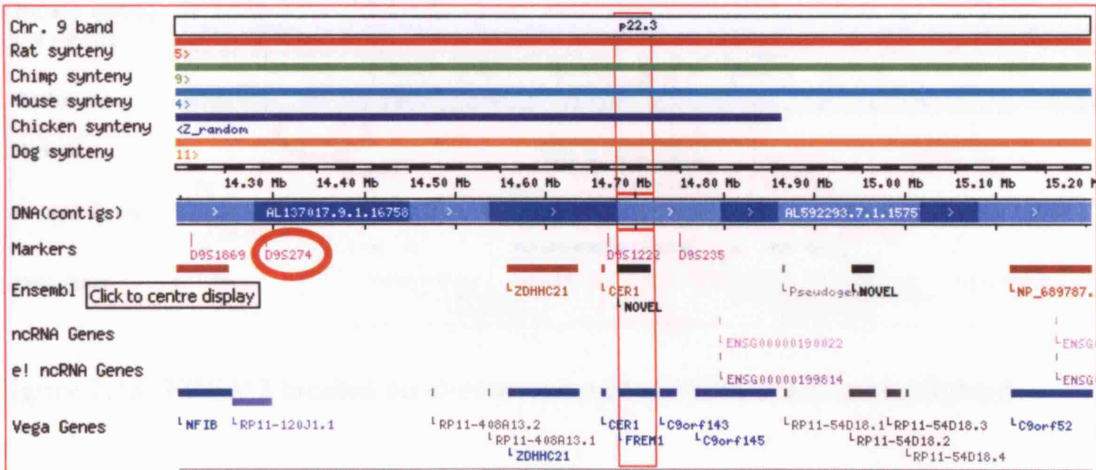 Chr. 9 band p22.3
Rat synteny
5>
Chimp synteny
9>
Mouse synteny
4>
Chicken synteny
<Z_random
Dog synteny
11>
14.30 Mb 14.40 Mb 14.50 Mb 14.60 Mb 14.70 Mb 14.80 Mb 14.90 Mb 15.00 Mb 15.10 Mb 15.20 M
DNA(contigs) > AL137017.9.1.16758 > > > > AL592293.7.1.1575 > >
Markers
D9S1869 D9S274 D9S1222 D9S235
Ensembl Click to centre display ZDHHC21 CER1 Pseudogen NOVEL NP_689787.
NOVEL
ncRNA Genes
ENSG00000190022 ENSG
e! ncRNA Genes
ENSG00000199814 ENSG
Vega Genes NFIB RP11-120J1.1 RP11-408A13.2 CER1 C9orf143 RP11-54D18.1 RP11-54D18.3 C9orf52
RP11-408A13.1 FREM1 C9orf145 RP11-54D18.2
ZDHHC21 RP11-54D18.4